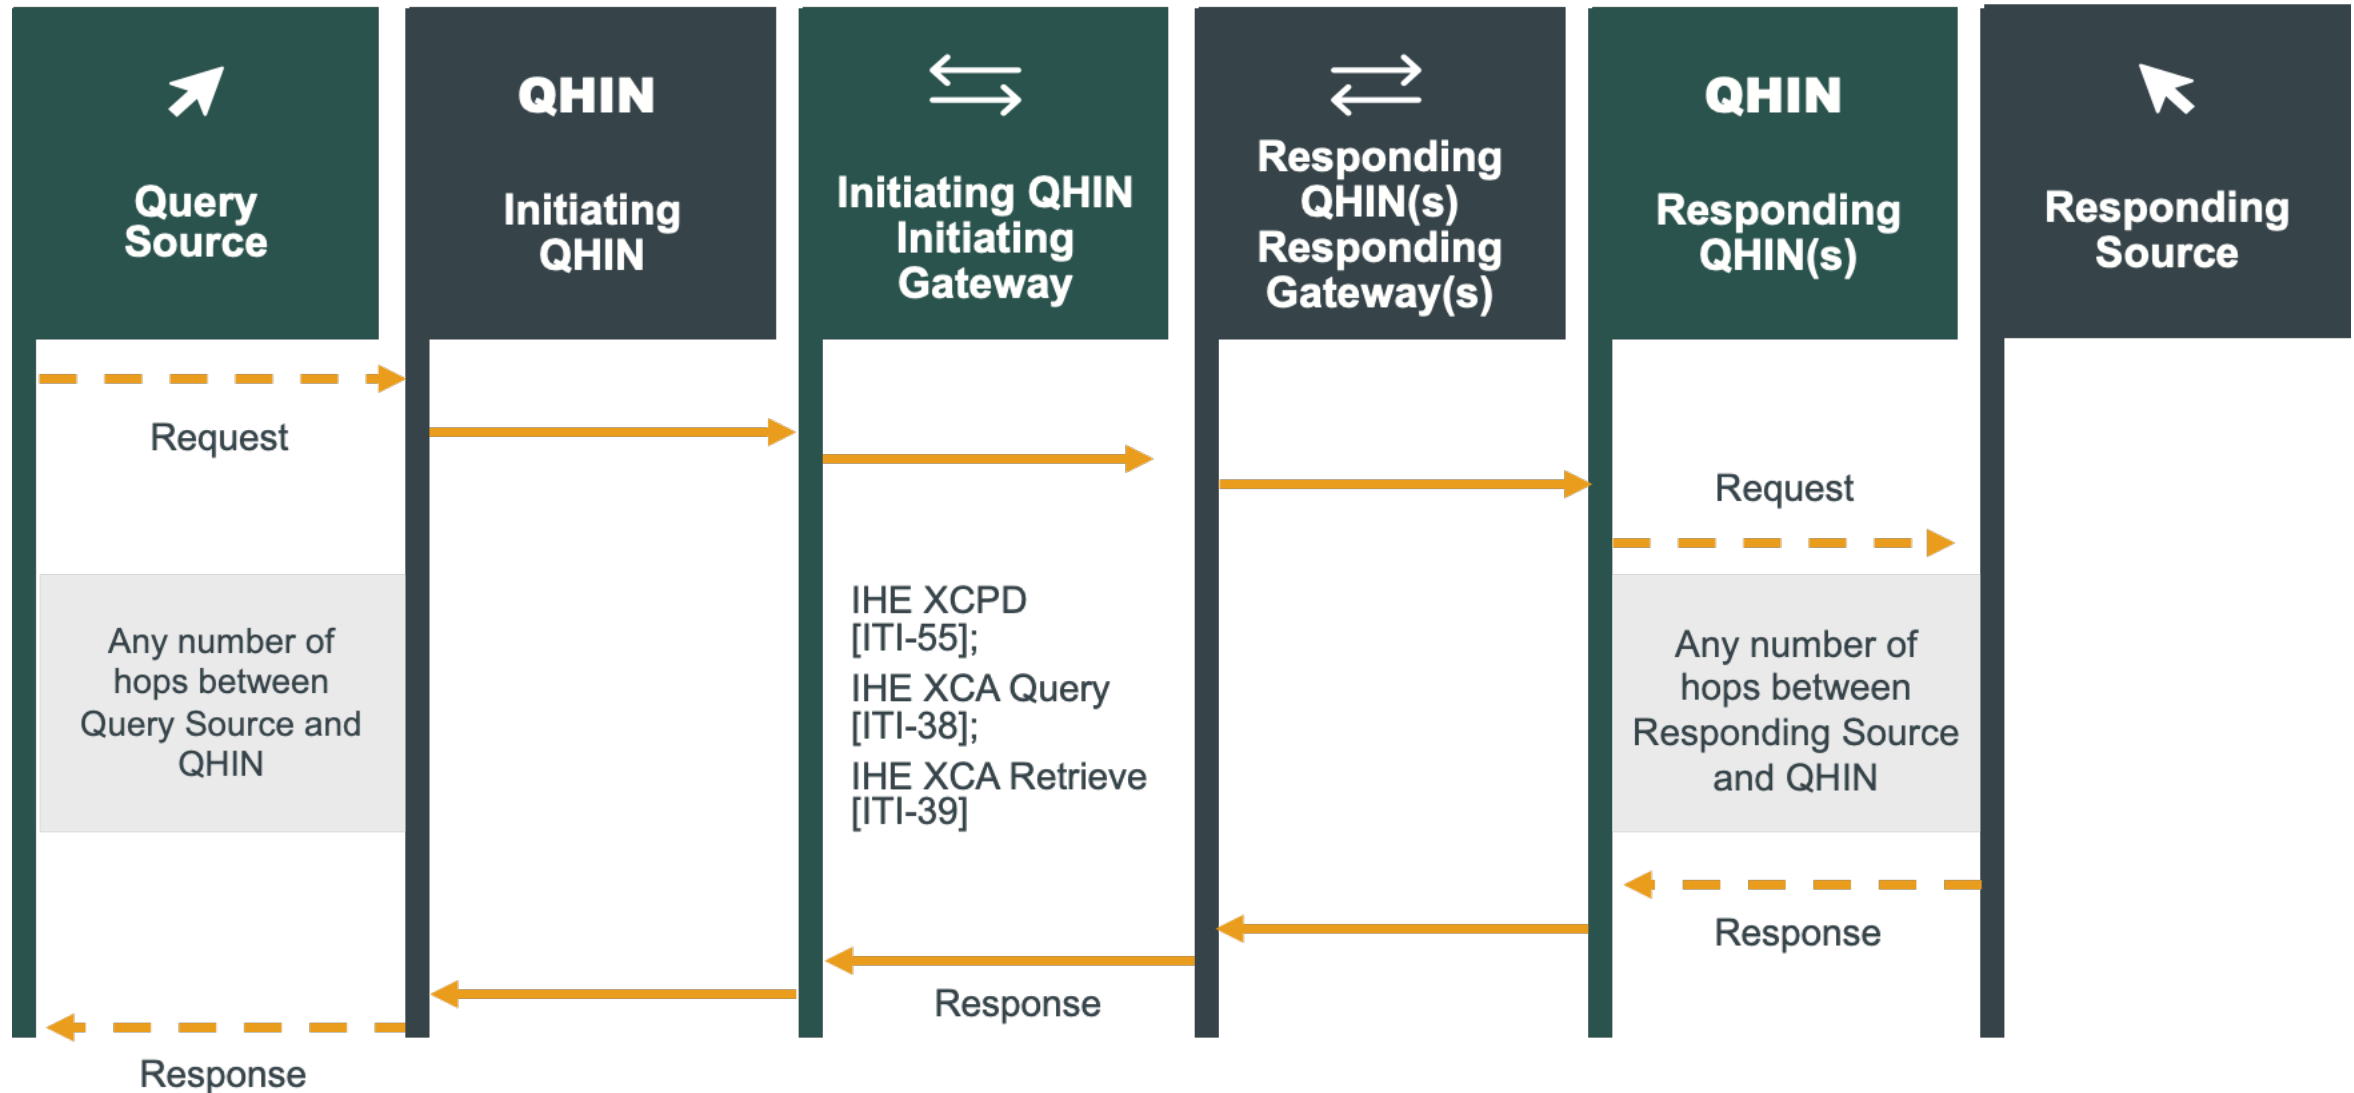 Query
Source
QHIN
Initiating
QHIN
Initiating QHIN
Initiating
Gateway
Responding
QHIN(s)
Responding
Gateway(s)
QHIN
Responding
QHIN(s)
Responding
Source
Request
Request
Any number of
hops between
Query Source and
QHIN
IHE XCPD
[ITI-55];
IHE XCA Query
[ITI-38];
IHE XCA Retrieve
[ITI-39]
Any number of
hops between
Responding Source
and QHIN
Response
Response
Response